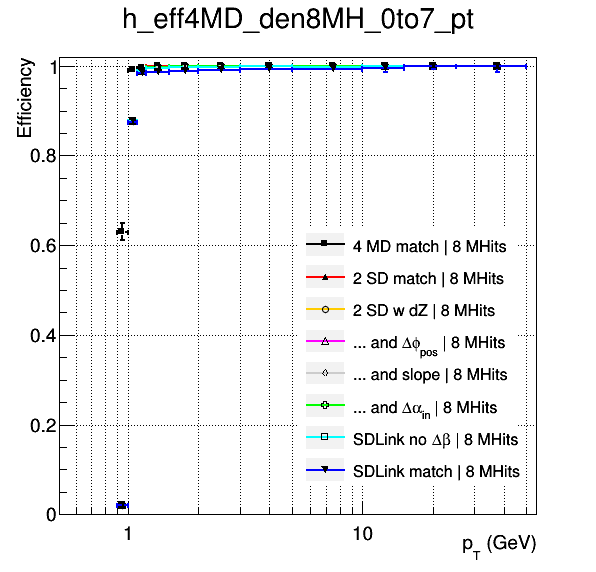 h_eff4MD_den8MH_0to7_pt
Efficiency
1
0.8
0.6
0.4
0.2
0
4 MD match | 8 MHits
2 SD match | 8 MHits
2 SD w dZ | 8 MHits
... and Δϕpos | 8 MHits
... and slope | 8 MHits
... and Δαin | 8 MHits
SDLink no Δβ | 8 MHits
SDLink match | 8 MHits
1
10
pT (GeV)